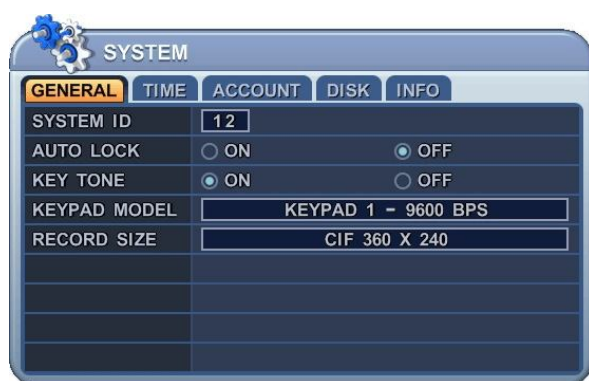 SYSTEM
GENERAL TIME ACCOUNT DISK INFO
SYSTEM ID 12
AUTO LOCK ON OFF
KEY TONE ON OFF
KEYPAD MODEL KEYPAD 1 - 9600 BPS
RECORD SIZE CIF 360 X 240